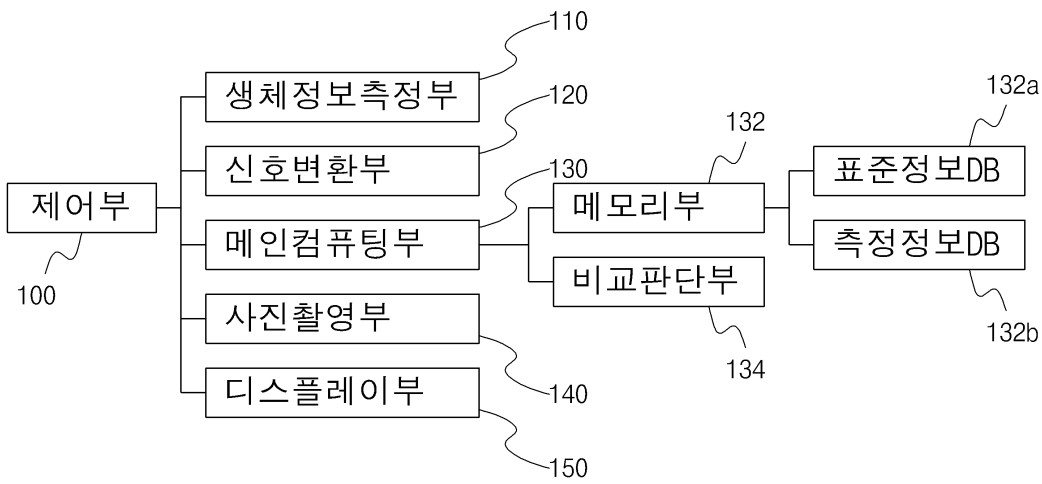 110
생체정보측정부
120
132a
132
신호변환부
130
표준정보DB
제어부
메모리부
메인컴퓨팅부
측정정보DB
100
비교판단부
사진촬영부
132b
134
140
디스플레이부
150